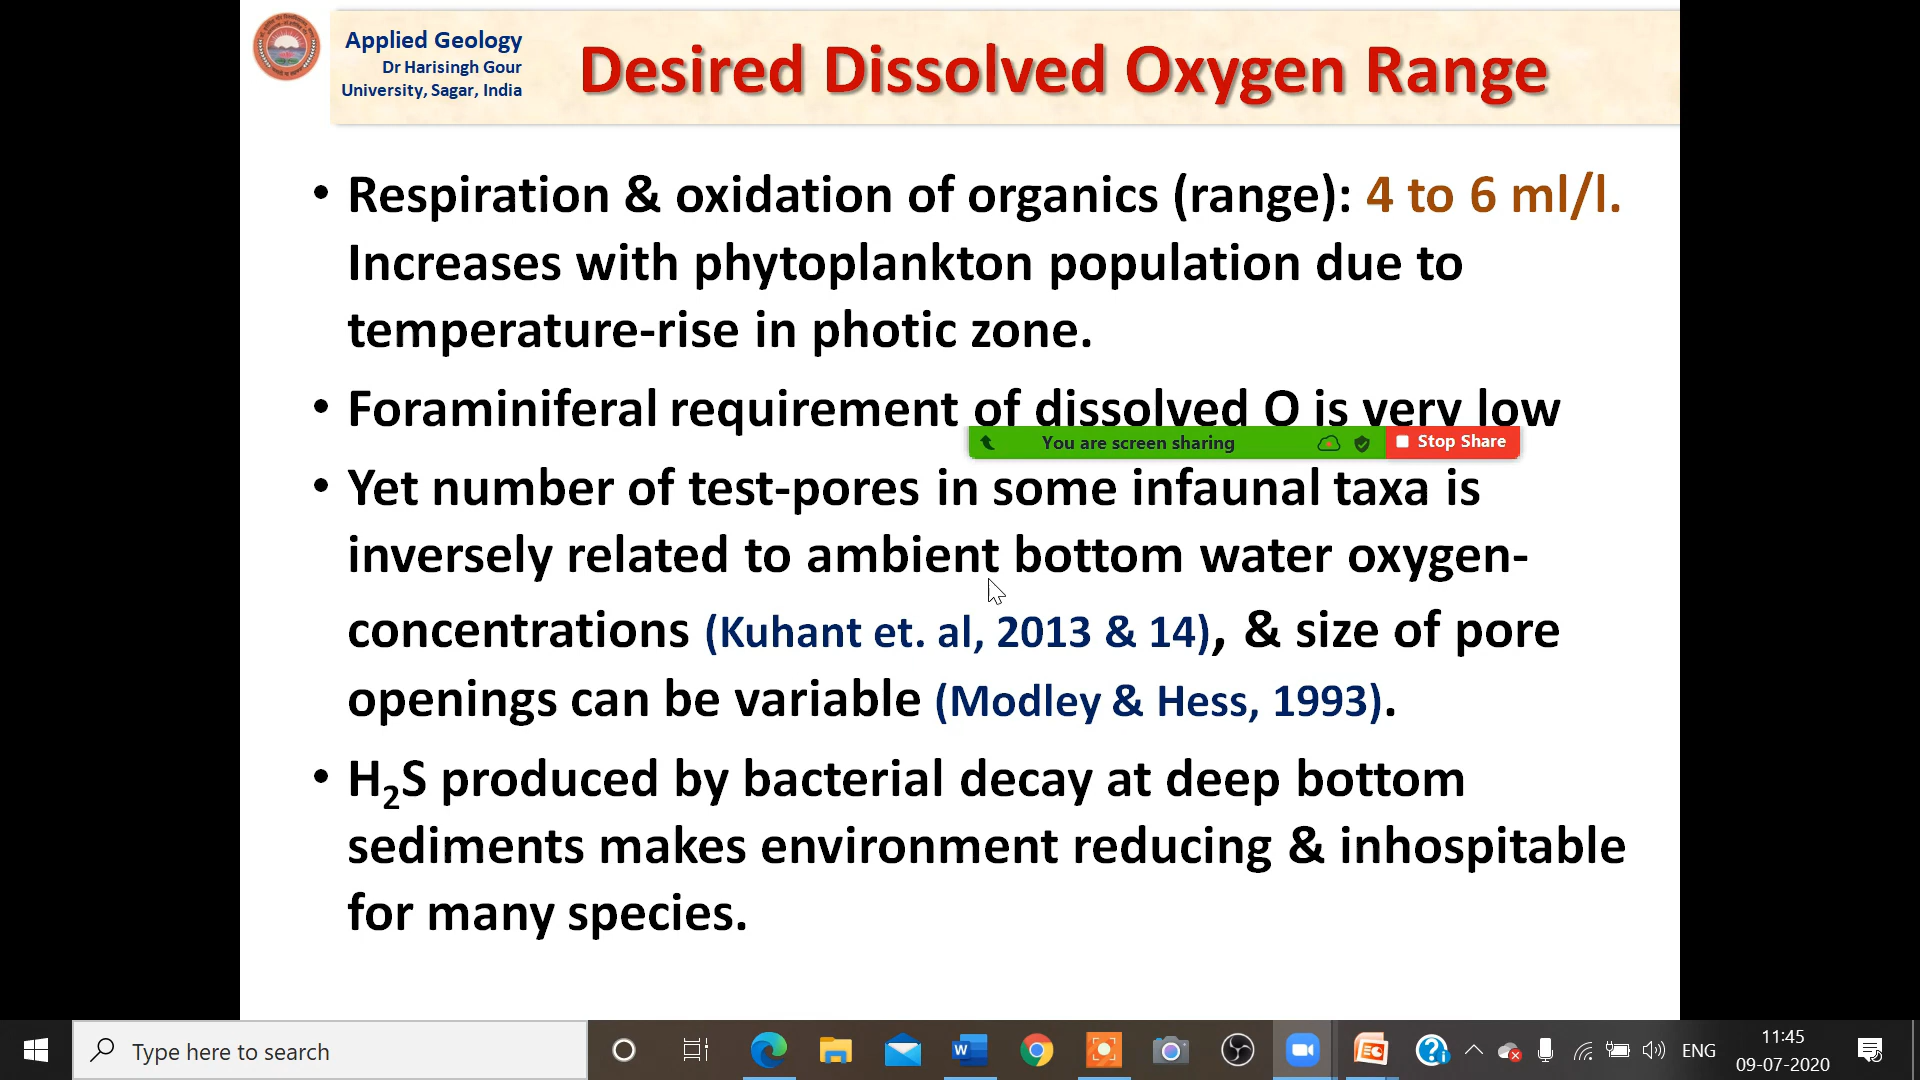 Applied Geology
Dr Harisingh Gour
University, Sagar, India
Desired Dissolved Oxygen Range
• Respiration & oxidation of organics (range): 4 to 6 ml/l.
Increases with phytoplankton population due to
temperature-rise in photic zone.
• Foraminiferal requirement of dissolved O is very low
You are screen sharing
Stop Share
• Yet number of test-pores in some infaunal taxa is
inversely related to ambient bottom water oxygen-
concentrations (Kuhant et. al, 2013 & 14), & size of pore
openings can be variable (Modley & Hess, 1993).
• H₂S produced by bacterial decay at deep bottom
sediments makes environment reducing & inhospitable
for many species.
Type here to search
ENG
11:45
09-07-2020